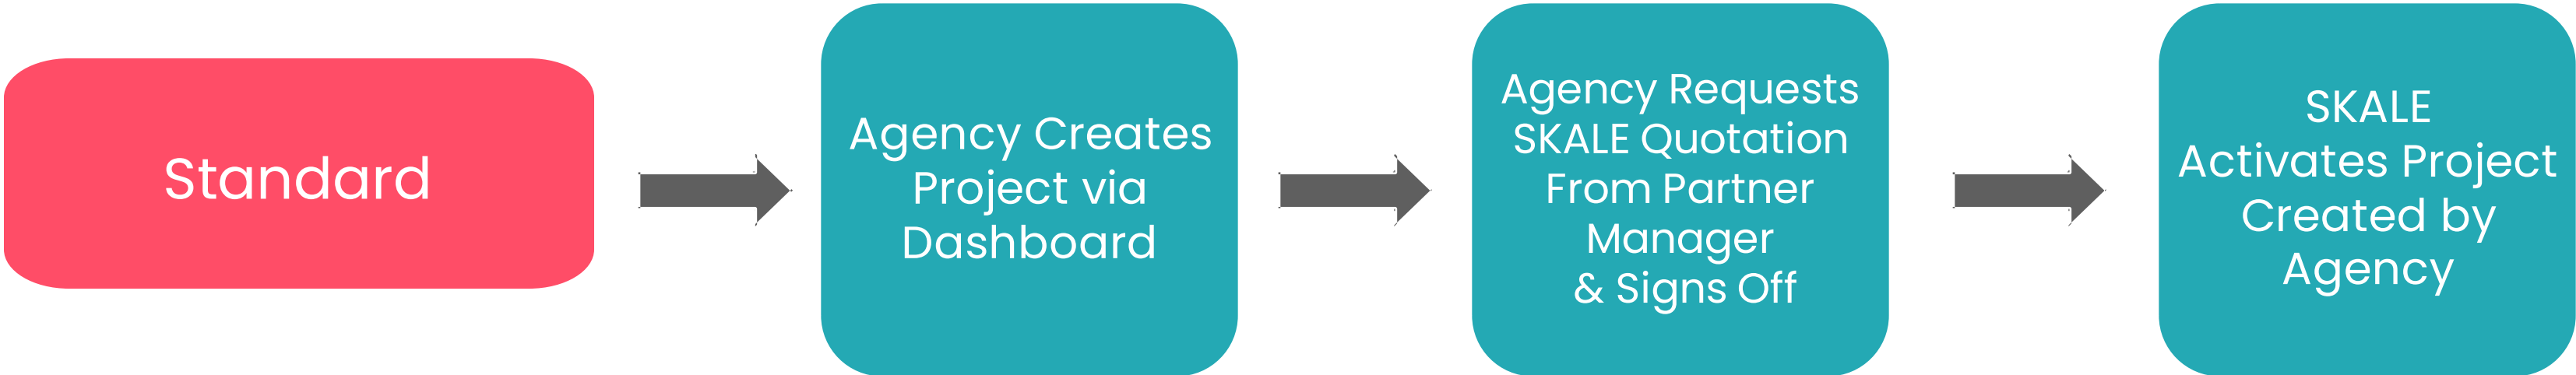 Standard
Agency Creates
Project via
Dashboard
Agency Requests
SKALE Quotation
From Partner
Manager
& Signs Off
SKALE
Activates Project
Created by
Agency